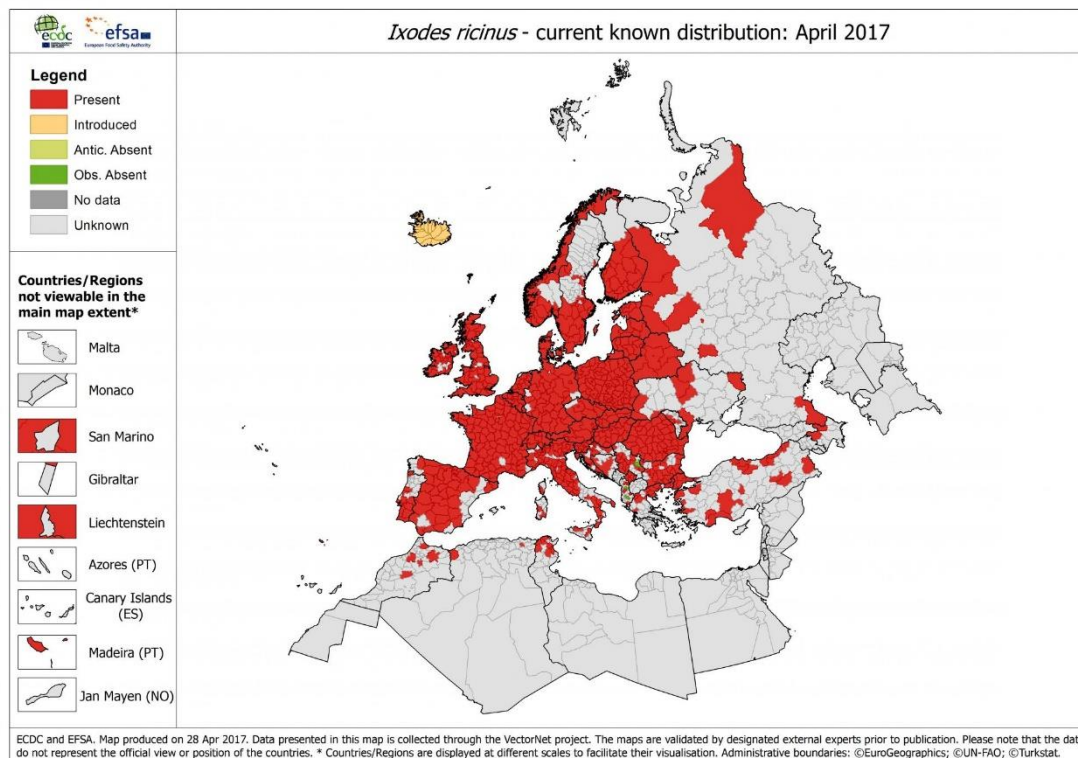 ecdc
efsa
European Food Safety Authority
Ixodes ricinus - current known distribution: April 2017
Legend
Present
Introduced
Antic. Absent
Obs. Absent
No data
Unknown
Countries/Regions
not viewable in the
main map extent*
Malta
Monaco
San Marino
Gibraltar
Liechtenstein
Azores (PT)
Canary Islands
(ES)
Madeira (PT)
Jan Mayen (NO)
ECDC and EFSA. Map produced on 28 Apr 2017. Data presented in this map is collected through the VectorNet project. The maps are validated by designated external experts prior to publication. Please note that the dat
do not represent the official view or position of the countries. * Countries/Regions are displayed at different scales to facilitate their visualisation. Administrative boundaries: ©EuroGeographics; ©UN-FAO; ©Turkstat.